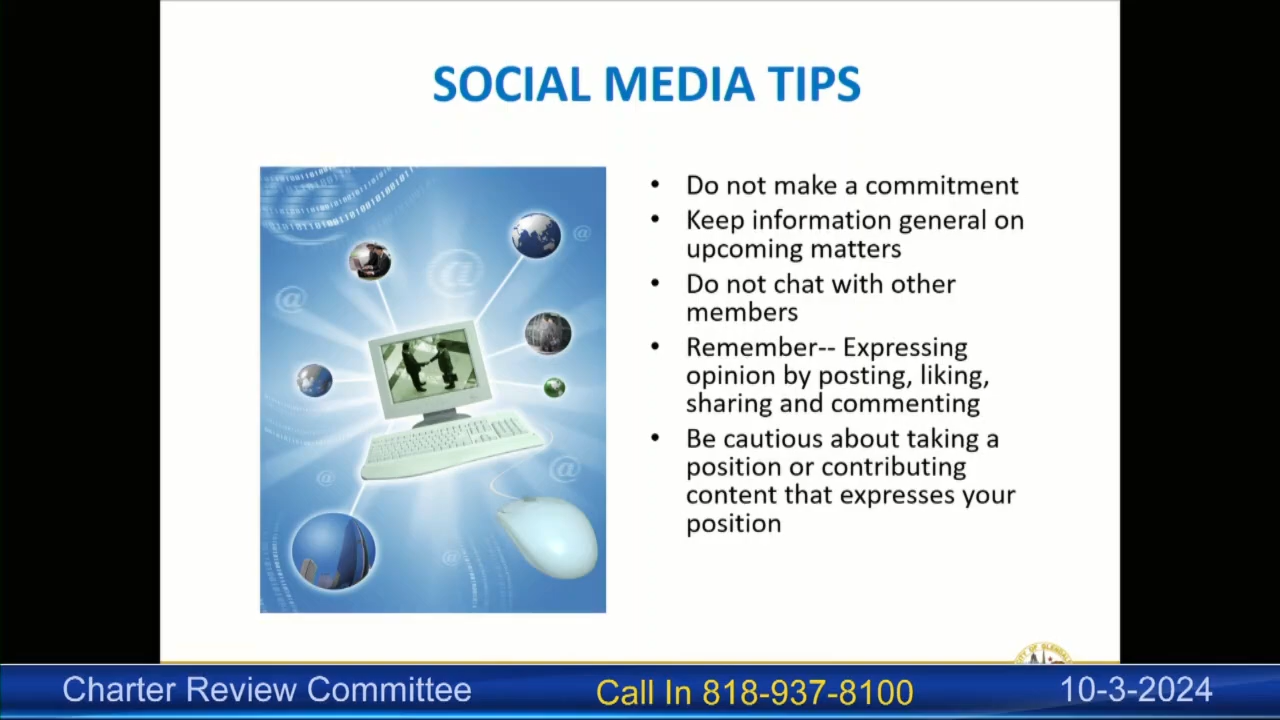 SOCIAL MEDIA TIPS
• Do not make a commitment
• Keep information general on
upcoming matters
• Do not chat with other
members
• Remember-- Expressing
opinion by posting, liking,
sharing and commenting
• Be cautious about taking a
position or contributing
content that expresses your
position
Charter Review Committee
Call In 818-937-8100
10-3-2024